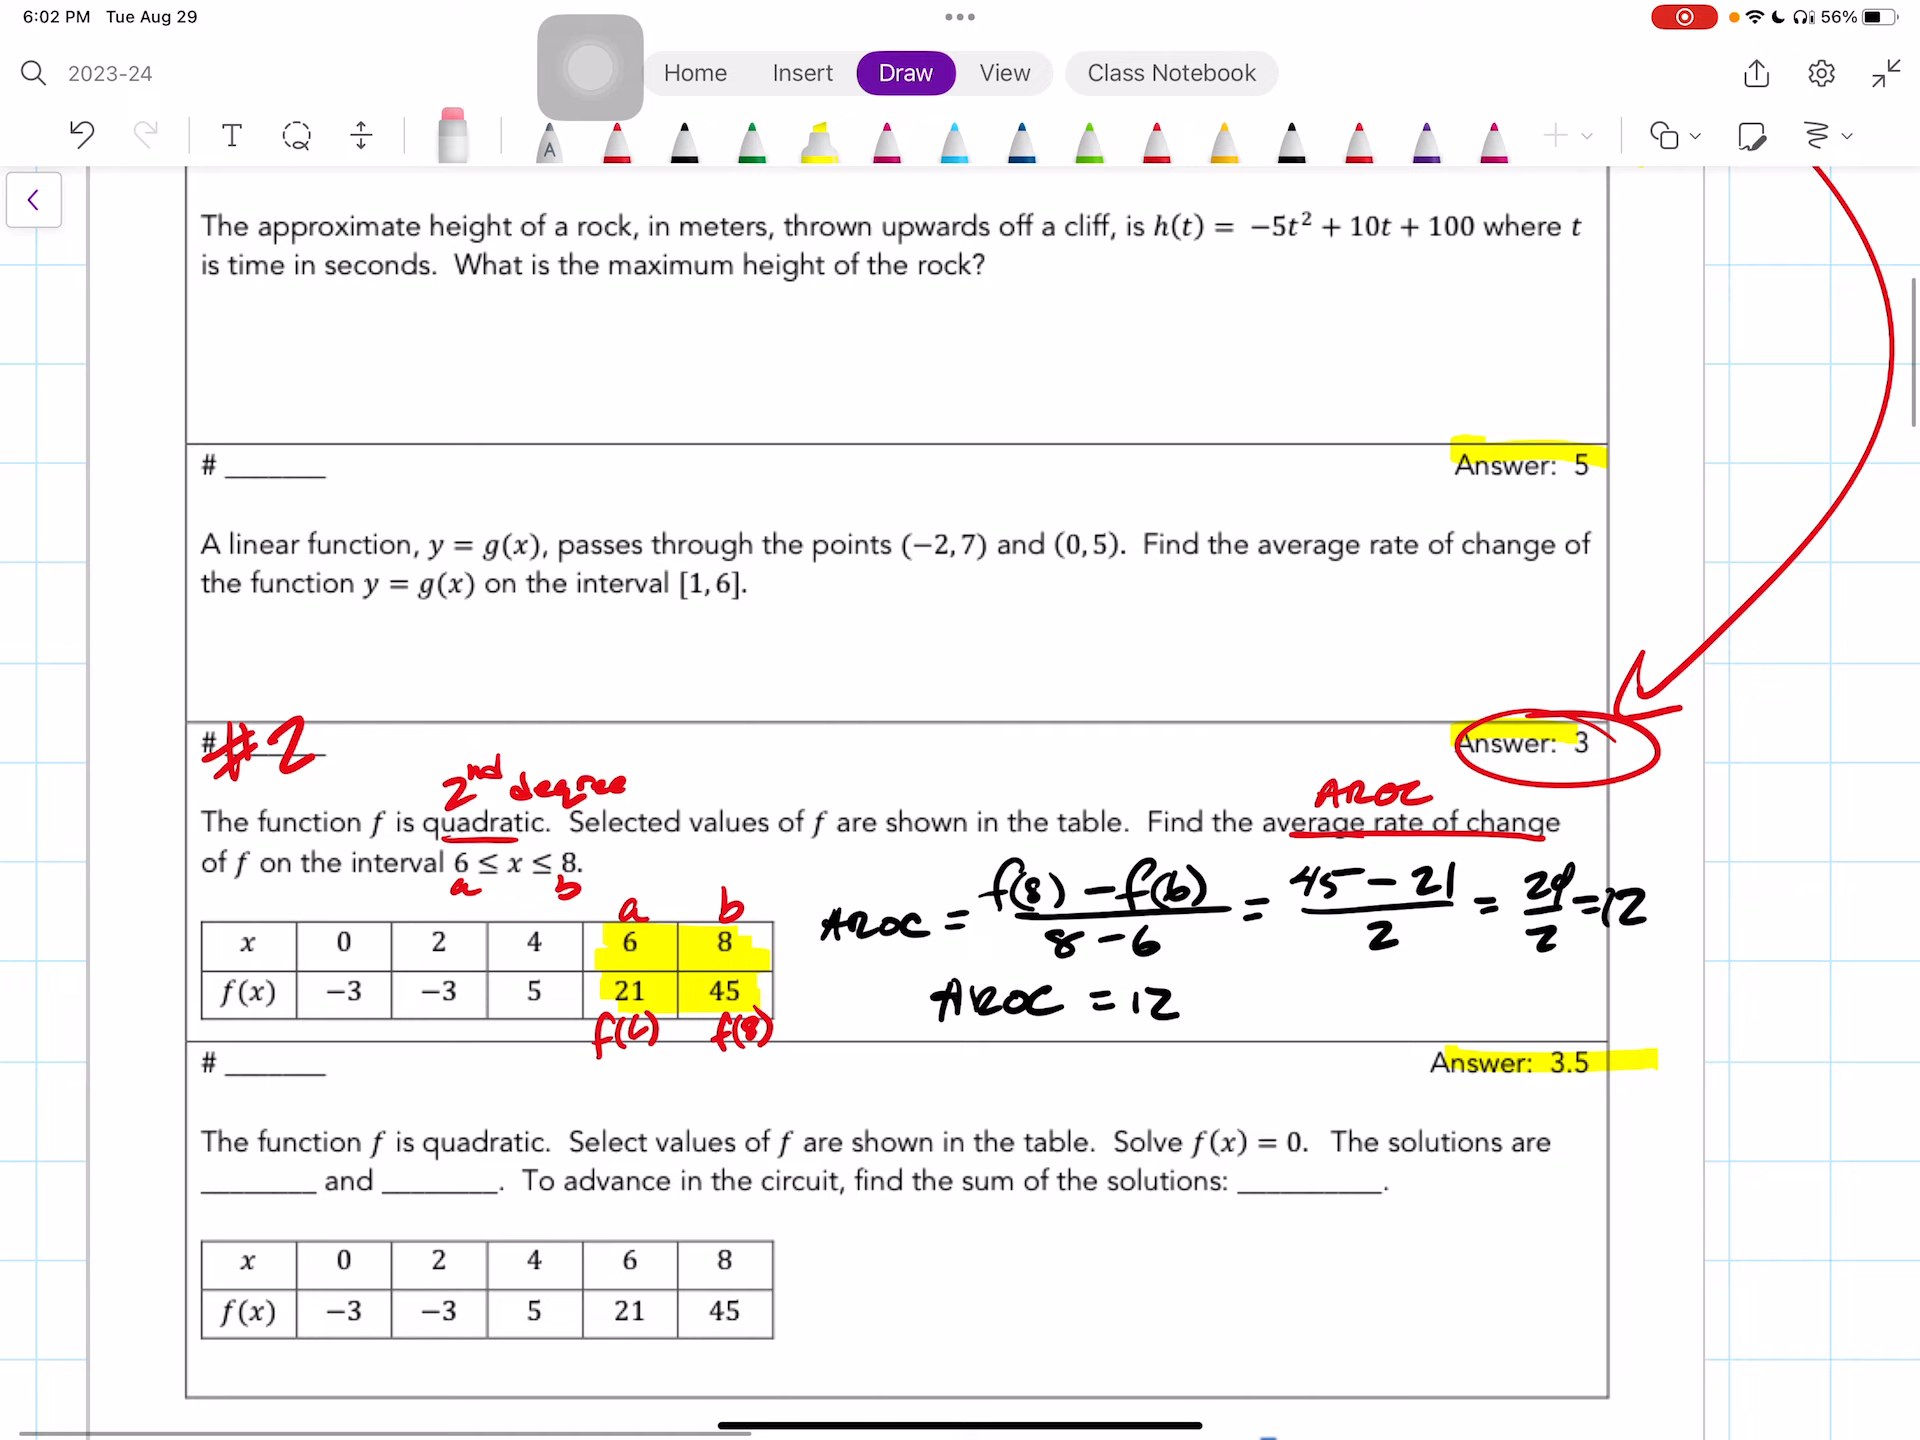 6:02 PM Tue Aug 29
56%
2023-24
Home Insert Draw View Class Notebook
T
A
The approximate height of a rock, in meters, thrown upwards off a cliff, is h(t) = −5t² + 10t + 100 where t
is time in seconds. What is the maximum height of the rock?
# _______ Answer: 5
A linear function, y = g(x), passes through the points (−2, 7) and (0, 5). Find the average rate of change of
the function y = g(x) on the interval [1, 6].
# _______ Answer: 3
#2
2nd degree
AROC
The function f is quadratic. Selected values of f are shown in the table. Find the average rate of change
of f on the interval 6 ≤ x ≤ 8.
a b
a b
x 0 2 4 6 8
f(x) −3 −3 5 21 45
f(6) f(8)
AROC = f(8) − f(6) / 8 − 6 = 45 − 21 / 2 = 24 / 2 = 12
AROC = 12
# _______ Answer: 3.5
The function f is quadratic. Select values of f are shown in the table. Solve f(x) = 0. The solutions are
________ and ________. To advance in the circuit, find the sum of the solutions: __________.
x 0 2 4 6 8
f(x) −3 −3 5 21 45